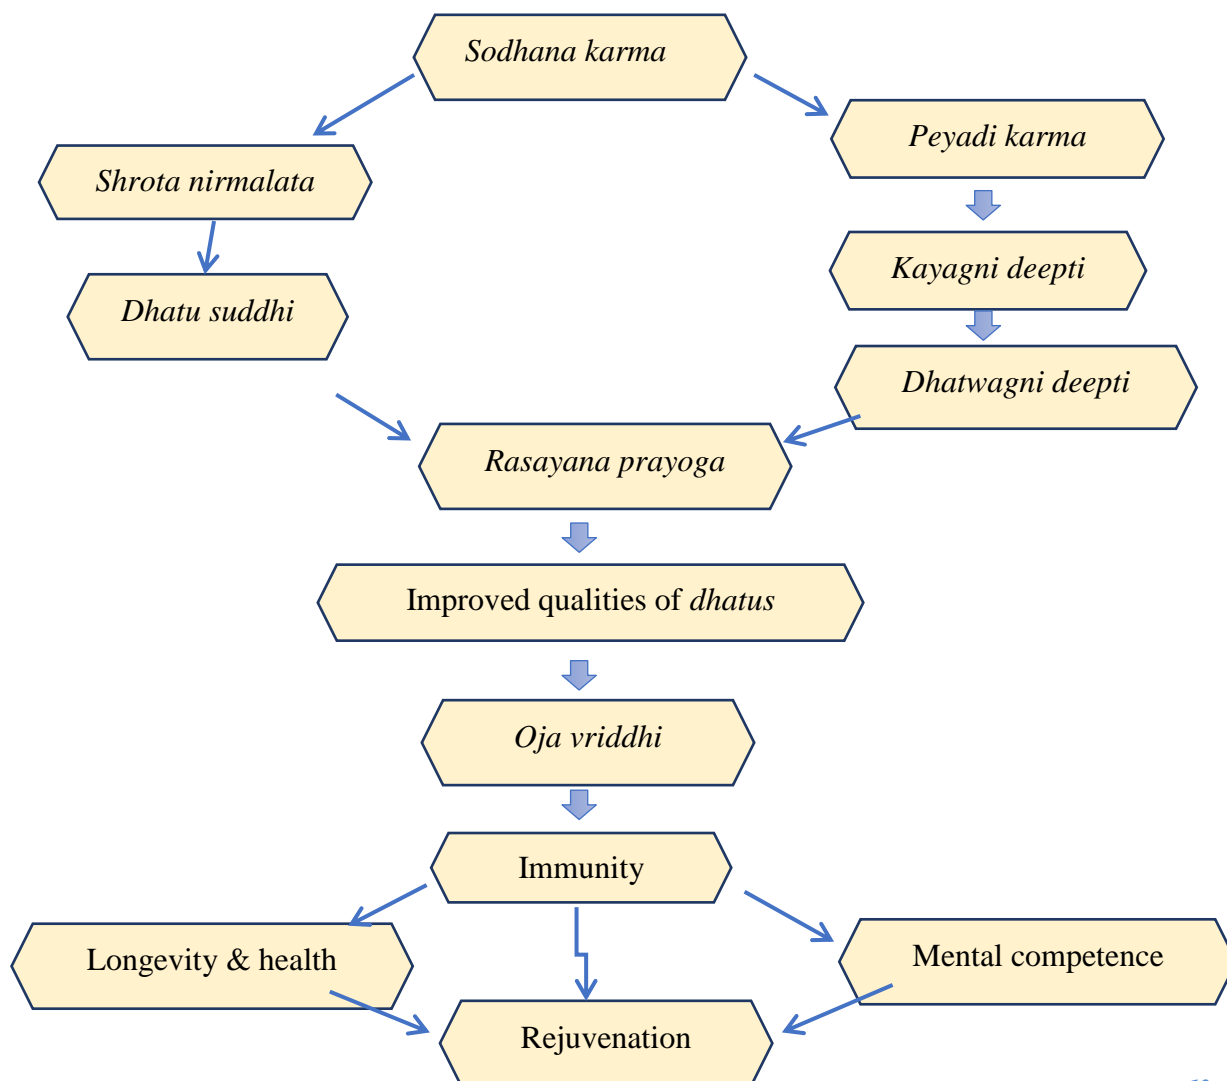 Sodhana karma
Peyadi karma
Shrota nirmalata
Kayagni deepti
Dhatu suddhi
Dhatwagni deepti
Rasayana prayoga
Improved qualities of dhatus
Oja vriddhi
Immunity
Longevity & health
Mental competence
Rejuvenation